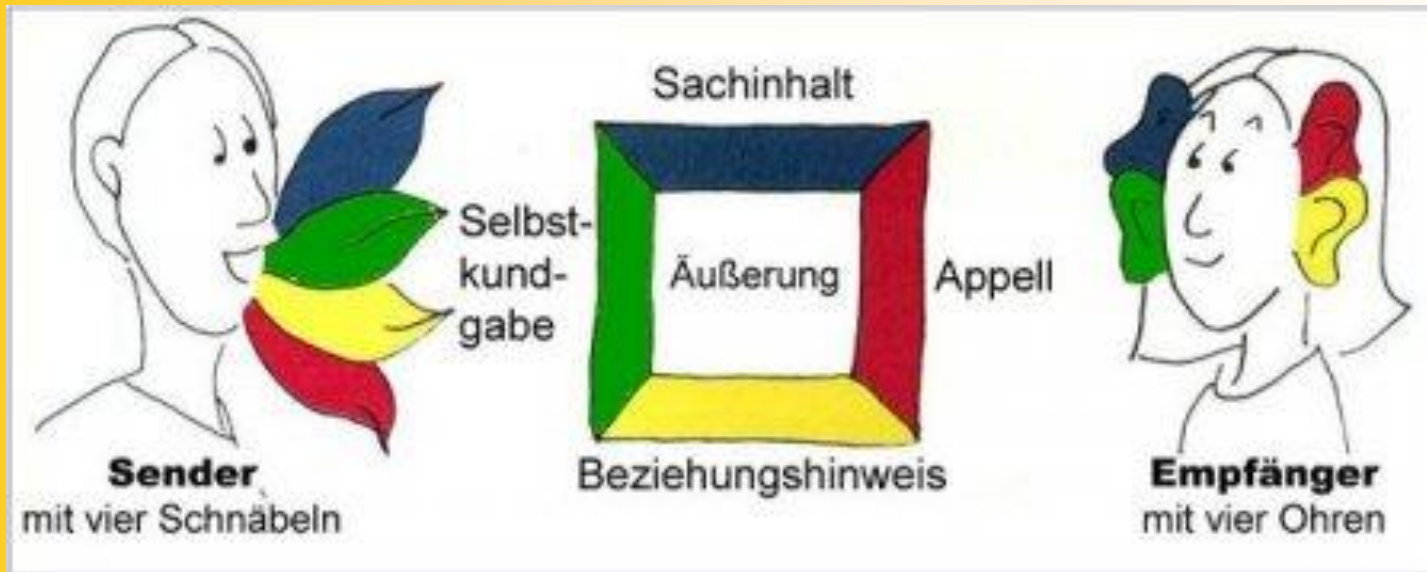 Sachinhalt
Selbst-
kund-
gabe
Äußerung
Appell
Beziehungshinweis
Sender
mit vier Schnäbeln
Empfänger
mit vier Ohren